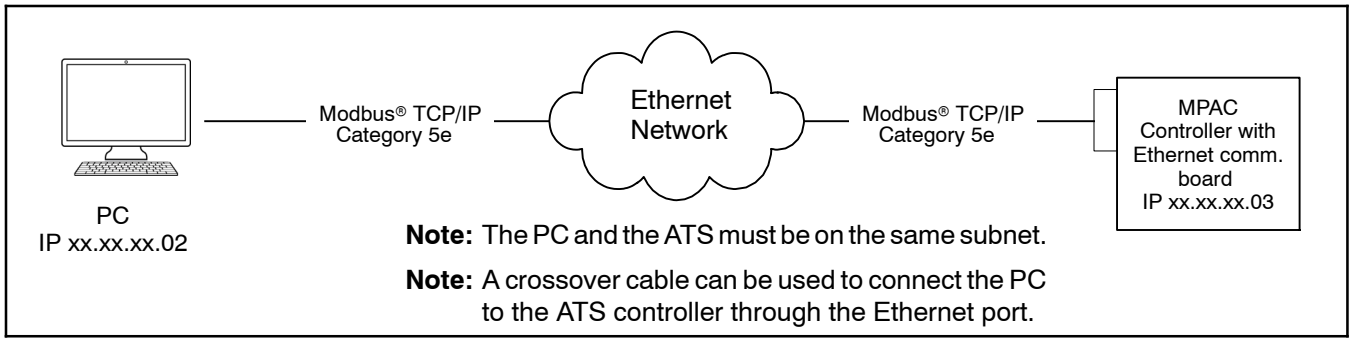 PC
IP xx.xx.xx.02
Modbus® TCP/IP
Category 5e
Ethernet
Network
Modbus® TCP/IP
Category 5e
MPAC
Controller with
Ethernet comm.
board
IP xx.xx.xx.03
Note: The PC and the ATS must be on the same subnet.
Note: A crossover cable can be used to connect the PC
to the ATS controller through the Ethernet port.